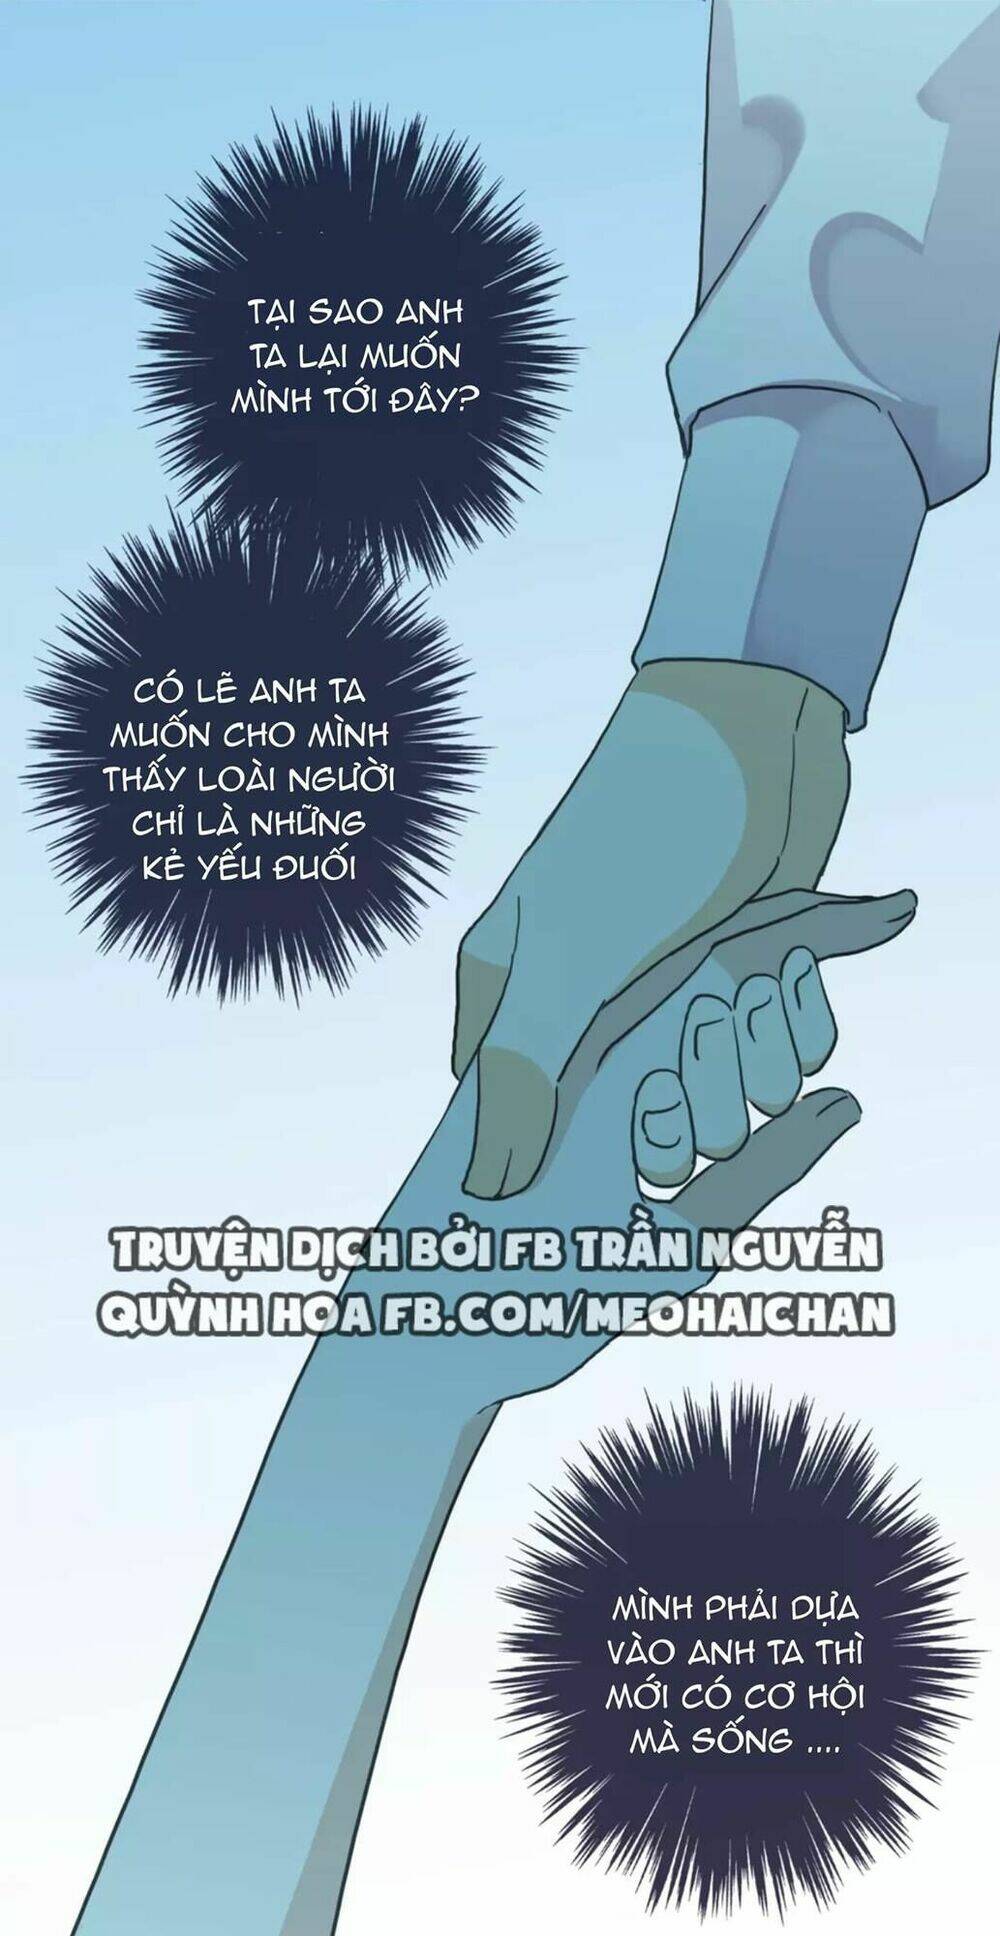 TẠI SAO ANH
TA LẠI MUỐN
MÌNH TỚI ĐÂY?
CÓ LẼ ANH TA
MUỐN CHO MÌNH
THẤY LOÀI NGƯỜI
CHỈ LÀ NHỮNG
KẺ YẾU ĐUỐI
TRUYỆN DỊCH BỞI FB TRẦN NGUYỄN
QUỲNH HOA FB.COM/MEOHAICHAN
MÌNH PHẢI DỰA
VÀO ANH TA THÌ
MỚI CÓ CƠ HỘI
MÀ SỐNG ....